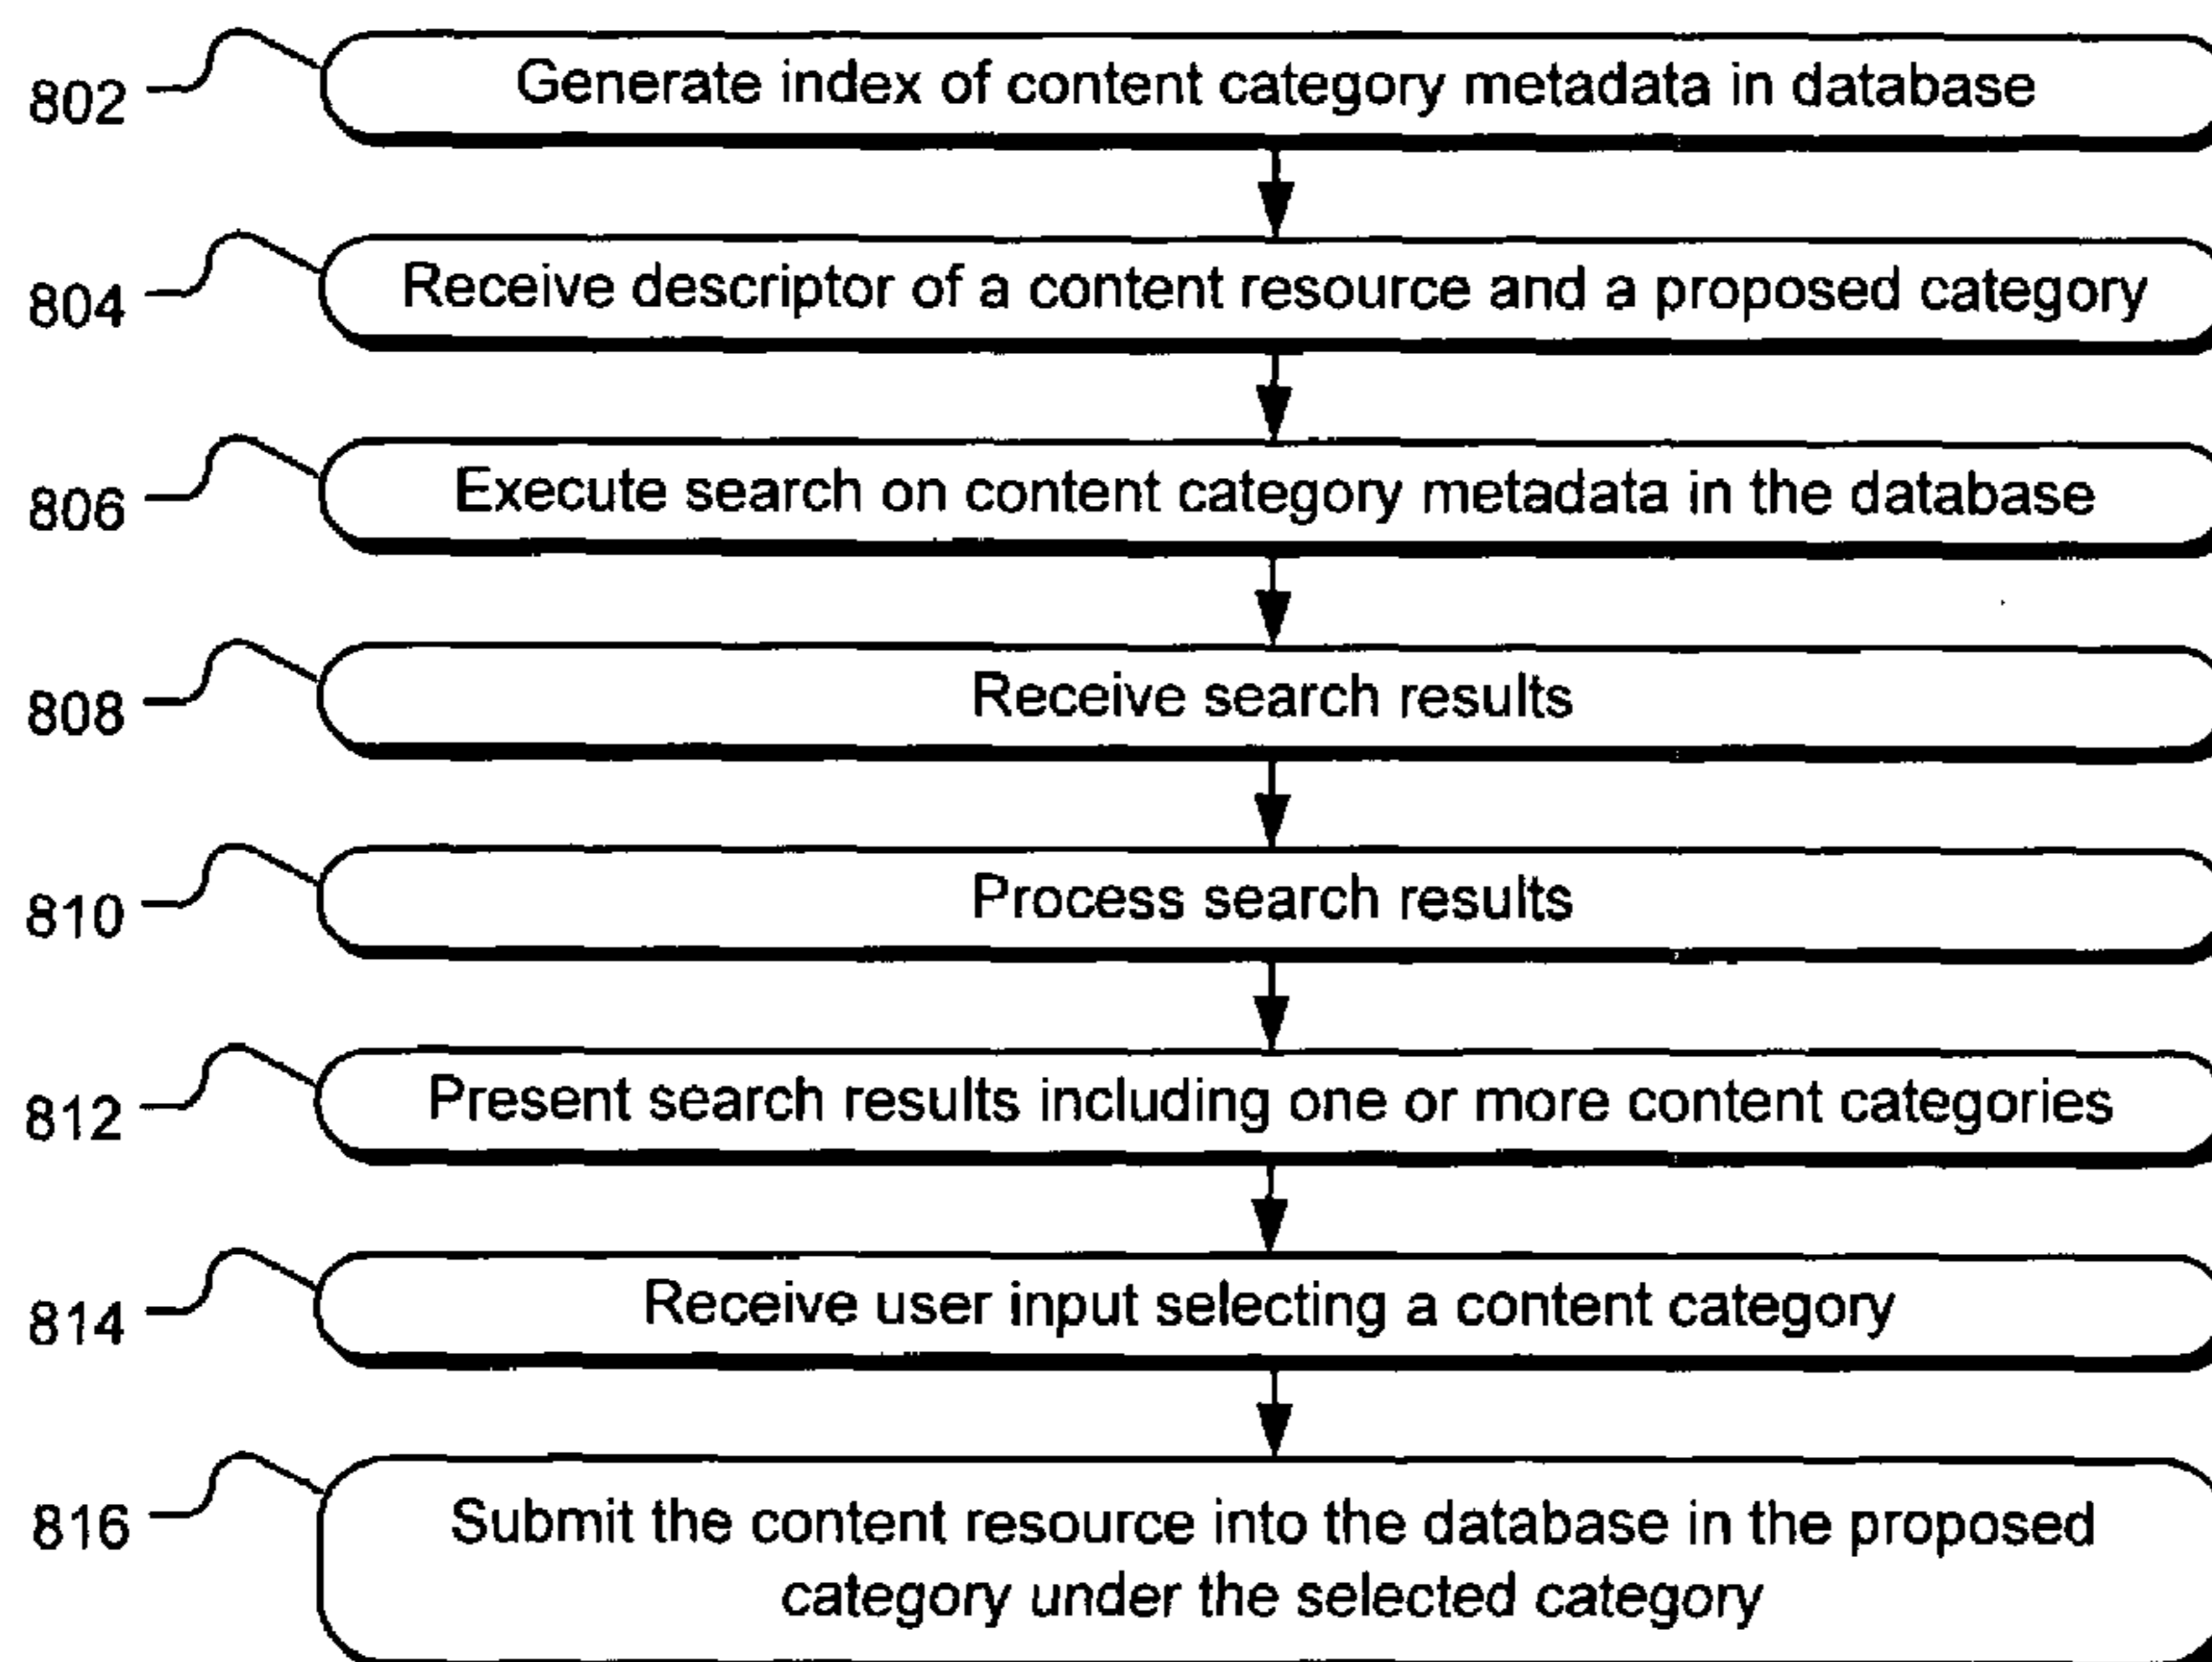 802 Generate index of content category metadata in database
804 Receive descriptor of a content resource and a proposed category
806 Execute search on content category metadata in the database
808 Receive search results
810 Process search results
812 Present search results including one or more content categories
814 Receive user input selecting a content category
816 Submit the content resource into the database in the proposed
category under the selected category